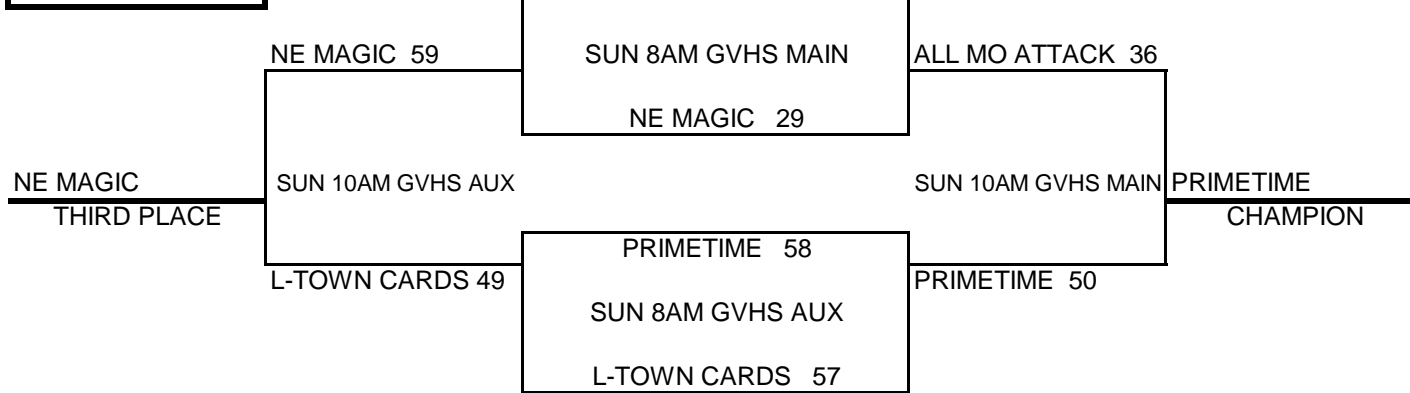 NE MAGIC  59
SUN 8AM GVHS MAIN
ALL MO ATTACK  36
NE MAGIC   29
NE MAGIC
SUN 10AM GVHS AUX
SUN 10AM GVHS MAIN
PRIMETIME
THIRD PLACE
CHAMPION
PRIMETIME   58
L-TOWN CARDS 49
PRIMETIME  50
SUN 8AM GVHS AUX
L-TOWN CARDS   57